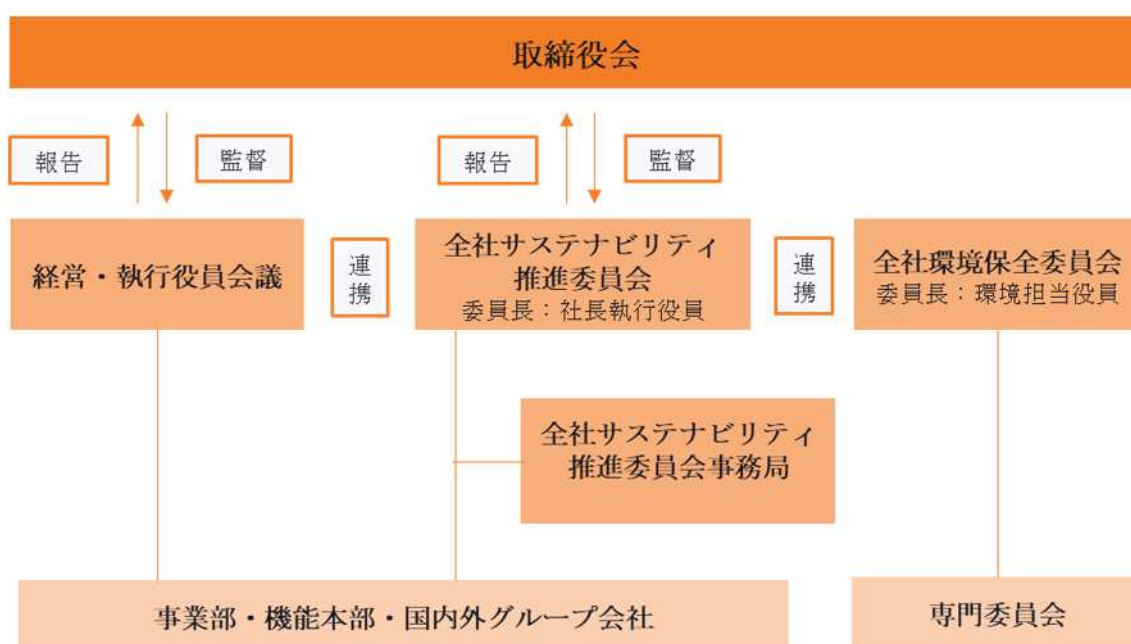 取締役会
報告
監督
報告
監督
経営・執行役員会議
連
携
全社サステナビリティ
推進委員会
委員長：社長執行役員
連
携
全社環境保全委員会
委員長：環境担当役員
全社サステナビリティ
推進委員会事務局
事業部・機能本部・国内外グループ会社
専門委員会